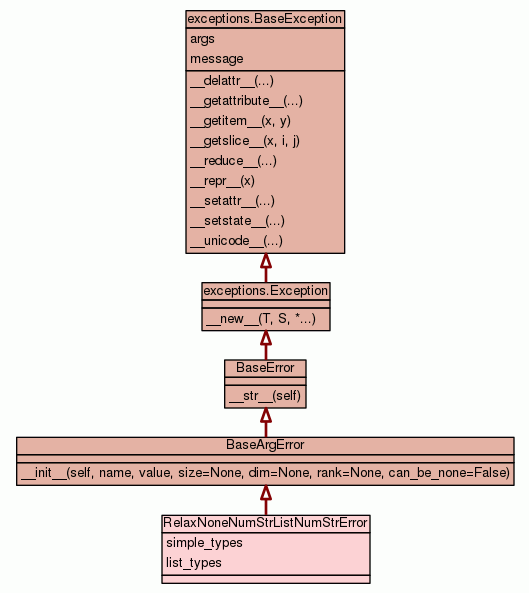 exceptions.BaseException
args
message
__delattr__(...)
__getattribute__(...)
__getitem__(x, y)
__getslice__(x, i, j)
__reduce__(...)
__repr__(x)
__setattr__(...)
__setstate__(...)
__unicode__(...)
exceptions.Exception
__new__(T, S, *...)
BaseError
__str__(self)
BaseArgError
__init__(self, name, value, size=None, dim=None, rank=None, can_be_none=False)
RelaxNoneNumStrListNumStrError
simple_types
list_types